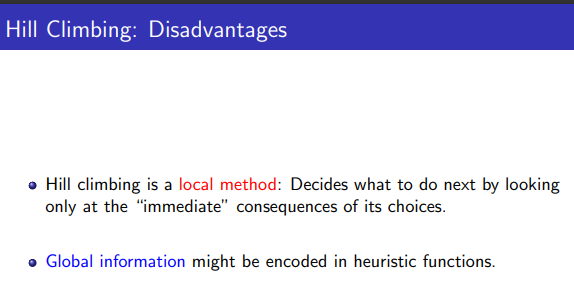 Hill Climbing: Disadvantages
Hill climbing is a local method: Decides what to do next by looking
only at the “immediate” consequences of its choices.
Global information might be encoded in heuristic functions.